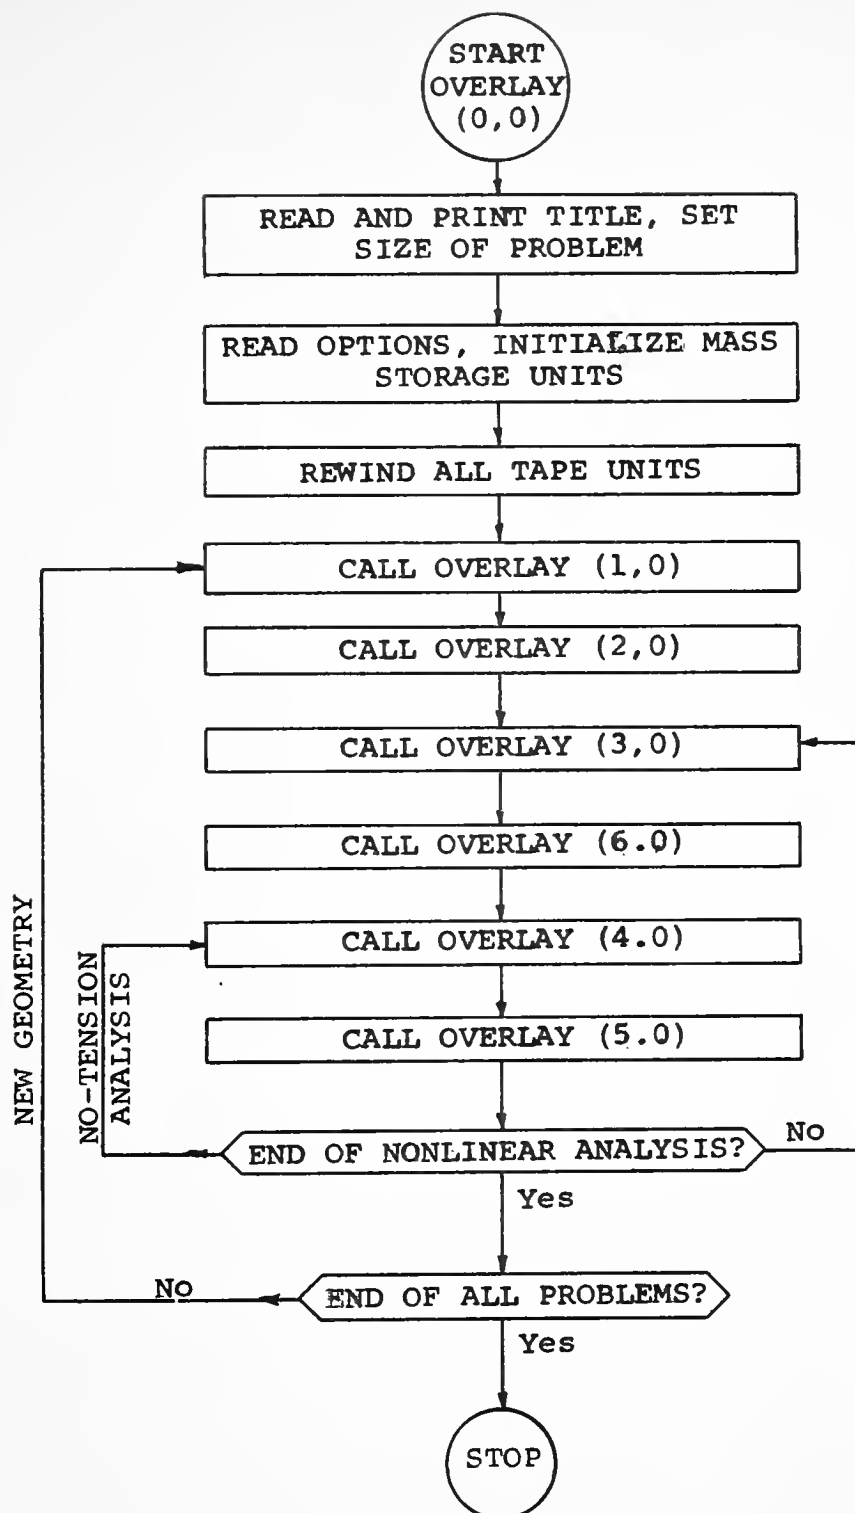 START
OVERLAY
(0,0)
READ AND PRINT TITLE, SET
SIZE OF PROBLEM
READ OPTIONS, INITIALIZE MASS
STORAGE UNITS
REWIND ALL TAPE UNITS
CALL OVERLAY (1,0)
CALL OVERLAY (2,0)
CALL OVERLAY (3,0)
CALL OVERLAY (6.0)
CALL OVERLAY (4.0)
CALL OVERLAY (5.0)
NEW GEOMETRY
NO-TENSION
ANALYSIS
END OF NONLINEAR ANALYSIS?
No
Yes
No
END OF ALL PROBLEMS?
Yes
STOP